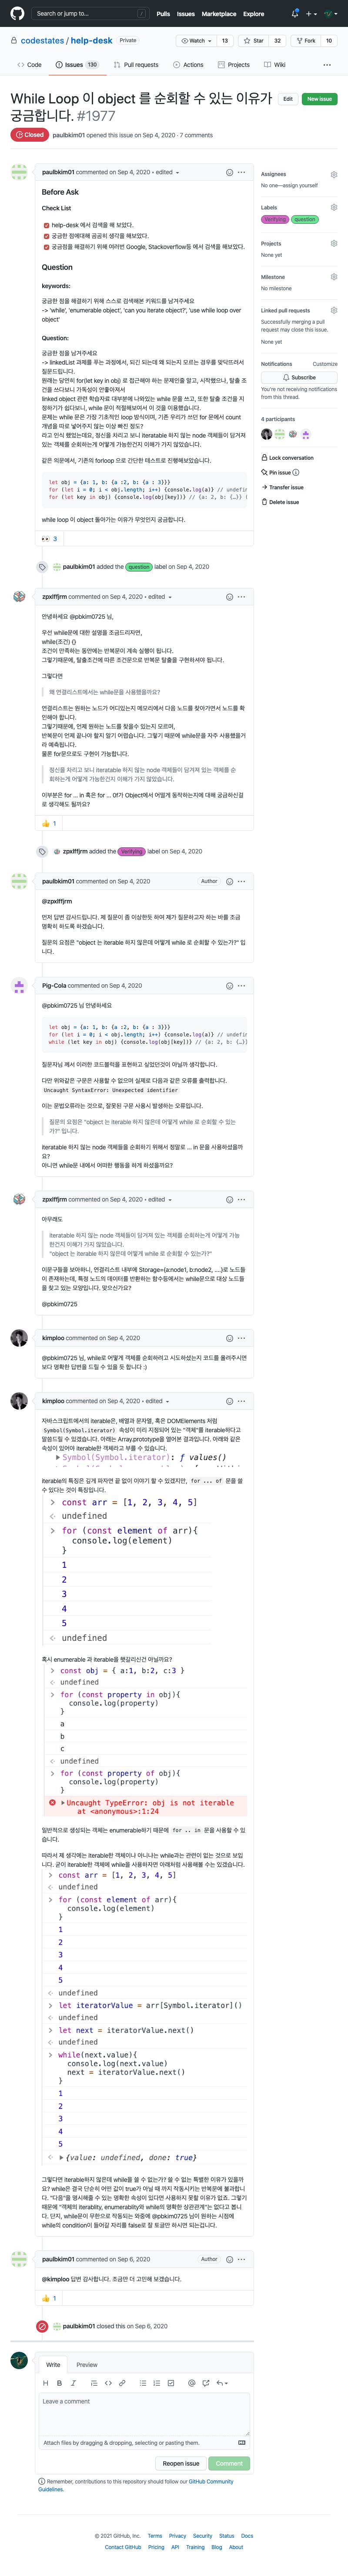 Search or jump to...
/
Pulls Issues Marketplace Explore
codestates / help-desk Private
Watch 13 Star 32 Fork 10
Code Issues 130 Pull requests Actions Projects Wiki
While Loop 이 object 를 순회할 수 있는 이유가
궁금합니다. #1977
Edit New issue
Closed paulbkim01 opened this issue on Sep 4, 2020 · 7 comments
paulbkim01 commented on Sep 4, 2020 • edited
Before Ask
Check List
help-desk 에서 검색을 해 보았다.
궁금한 점에대해 곰곰히 생각을 해보았다.
궁금점을 해결하기 위해 여러번 Google, Stackoverflow등 에서 검색을 해보았다.
Question
keywords:
궁금한 점을 해결하기 위해 스스로 검색해본 키워드를 남겨주세요
-> 'while', 'enumerable object', 'can you iterate object?', 'use while loop over
object'
Question:
궁금한 점을 남겨주세요
-> linkedList 과제를 푸는 과정에서, 되긴 되는데 왜 되는지 모르는 경우를 맞닥뜨려서
질문드립니다.
원래는 당연히 for(let key in obj) 로 접근해야 하는 문제인줄 알고, 시작했으나, 탈출 조
건을 쓰다보니 가독성이 안좋아져서
linked object 관련 학습자료 대부분에 나와있는 while 문을 쓰고, 또한 탈출 조건을 지
정하기가 쉽다보니, while 문이 적절해보여서 이 것을 이용했습니다.
문제는 while 문은 가장 기초적인 loop 방식이며, 기존 우리가 쓰던 for 문에서 count
개념을 따로 떼어내서 쓰는 이상 빠진 점도?
라고 인식 했었는데요, 정신을 차리고 보니 iteratable 하지 않는 node 객체들이 담겨져
있는 객체를 순회하는게 어떻게 가능한건지 이해가 가지 않았습니다.
같은 의문에서, 기존의 forloop 으로 간단한 테스트로 진행해보았습니다.
let obj = {a: 1, b: {a :2, b: {a : 3}}}
for (let i = 0; i < obj.length; i++) {console.log(a)} // undefin
for (let key in obj) {console.log(obj[key])} // {a: 2, b: {…}} (
while loop 이 object 돌아가는 이유가 무엇인지 궁금합니다.
3
paulbkim01 added the question label on Sep 4, 2020
zpxlffjrm commented on Sep 4, 2020 • edited
안녕하세요 @pbkim0725 님,
우선 while문에 대한 설명을 조금드리자면,
while(조건) {}
조건이 만족하는 동안에는 반복문이 계속 실행이 됩니다.
그렇기때문에, 탈출조건에 따른 조건문으로 반복문 탈출을 구현하셔야 됩니다.
그렇다면
왜 연결리스트에서는 while문을 사용했을까요?
연결리스트는 원하는 노드가 어디있는지 메모리에서 다음 노드를 찾아가면서 노드를 확
인해야 합니다.
그렇기때문에, 언제 원하는 노드를 찾을수 있는지 모르며,
반복문이 언제 끝나야 할지 알기 어렵습니다. 그렇기 때문에 while문을 자주 사용했을거
라 예측됩니다.
물론 for문으로도 구현이 가능합니다.
정신을 차리고 보니 iteratable 하지 않는 node 객체들이 담겨져 있는 객체를 순
회하는게 어떻게 가능한건지 이해가 가지 않았습니다.
이부분은 for ... in 혹은 for ... Of가 Object에서 어떻게 동작하는지에 대해 궁금하신걸
로 생각해도 될까요?
1
zpxlffjrm added the Verifying label on Sep 4, 2020
paulbkim01 commented on Sep 4, 2020 Author
@zpxlffjrm
먼저 답변 감사드립니다. 제 질문이 좀 이상한듯 하여 제가 질문하고자 하는 바를 조금
명확히 하도록 하겠습니다.
질문의 요점은 "object 는 iterable 하지 않은데 어떻게 while 로 순회할 수 있는가?" 입
니다.
Pig-Cola commented on Sep 4, 2020
@pbkim0725 님 안녕하세요
let obj = {a: 1, b: {a :2, b: {a : 3}}}
for (let i = 0; i < obj.length; i++) {console.log(a)} // undefin
while (let key in obj) {console.log(obj[key])} // {a: 2, b: {…}
질문자님 께서 이러한 코드블럭을 표현하고 싶었던것이 아닐까 생각합니다.
다만 위와같은 구문은 사용할 수 없으며 실제로 다음과 같은 오류를 출력합니다.
Uncaught SyntaxError: Unexpected identifier
이는 문법오류라는 것으로, 잘못된 구문 사용시 발생하는 오류입니다.
질문의 요점은 "object 는 iterable 하지 않은데 어떻게 while 로 순회할 수 있는
가?" 입니다.
iteratable 하지 않는 node 객체들을 순회하기 위해서 정말로 ... in 문을 사용하셨을까
요?
아니면 while문 내에서 어떠한 행동을 하게 하셨을까요?
zpxlffjrm commented on Sep 4, 2020 • edited
아무래도
iteratable 하지 않는 node 객체들이 담겨져 있는 객체를 순회하는게 어떻게 가능
한건지 이해가 가지 않았습니다.
"object 는 iterable 하지 않은데 어떻게 while 로 순회할 수 있는가?"
이문구들을 보아하니, 연결리스트 내부에 Storage={a:node1, b:node2, ....}로 노드들
이 존재하는데, 특정 노드의 데이터를 반환하는 함수등에서는 while문으로 대상 노드들
을 찾고 있는 모양입니다. 맞으신가요?
@pbkim0725
kimploo commented on Sep 4, 2020
@pbkim0725 님, while로 어떻게 객체를 순회하려고 시도하셨는지 코드를 올려주시면
보다 명확한 답변을 드릴 수 있을 듯 합니다 :)
kimploo commented on Sep 4, 2020 • edited
자바스크립트에서의 iterable은, 배열과 문자열, 혹은 DOMElements 처럼
Symbol(Symbol.iterator) 속성이 미리 지정되어 있는 "객체"를 iterable하다고
말씀드릴 수 있겠습니다. 아래는 Array.prototype을 열어본 결과입니다. 아래와 같은
속성이 있어야 iterable한 객체라고 부를 수 있습니다.
Symbol(Symbol.iterator): ƒ values()
iterable의 특징은 깊게 파자면 끝 없이 이야기 할 수 있겠지만, for ... of 문을 쓸
수 있다는 것이 특징입니다.
> const arr = [1, 2, 3, 4, 5]
< undefined
> for (const element of arr){
console.log(element)
}
1
2
3
4
5
< undefined
혹시 enumerable 과 iterable을 헷갈리신건 아닐까요?
> const obj = { a:1, b:2, c:3 }
< undefined
> for (const property in obj){
console.log(property)
}
a
b
c
< undefined
> for (const property of obj){
console.log(property)
}
Uncaught TypeError: obj is not iterable
at <anonymous>:1:24
일반적으로 생성되는 객체는 enumerable하기 때문에 for .. in 문을 사용할 수 있
습니다.
따라서 제 생각에는 iterable한 객체이냐 아니냐는 while과는 관련이 없는 것으로 보입
니다. 굳이 iterable한 객체에 while을 사용하자면 아래처럼 사용해볼 수는 있겠습니다.
> const arr = [1, 2, 3, 4, 5]
< undefined
> for (const element of arr){
console.log(element)
}
1
2
3
4
5
< undefined
> let iteratorValue = arr[Symbol.iterator]()
< undefined
> let next = iteratorValue.next()
< undefined
> while(next.value){
console.log(next.value)
next = iteratorValue.next()
}
1
2
3
4
5
< {value: undefined, done: true}
그렇다면 iterable하지않은데 while를 쓸 수 없는가? 쓸 수 없는 특별한 이유가 있을까
요? while은 결국 단순히 어떤 값이 true가 아닐 때 까지 작동시키는 반복문에 불과합니
다. "다음"을 명시해줄 수 있는 명확한 속성이 있다면 사용하지 못할 이유가 없죠. 그렇기
때문에 "객체의 iterability, enumerablity와 while의 명확한 상관관계"는 없다고 봅니
다. 단지, while문이 무한으로 작동되는 와중에 @pbkim0725 님이 원하는 시점에
while의 condition이 들어갈 자리를 false로 잘 토글만 하시면 되는겁니다.
paulbkim01 commented on Sep 6, 2020 Author
@kimploo 답변 감사합니다. 조금만 더 고민해 보겠습니다.
1
paulbkim01 closed this on Sep 6, 2020
Write Preview
Leave a comment
Attach files by dragging & dropping, selecting or pasting them.
Reopen issue Comment
Remember, contributions to this repository should follow our GitHub Community
Guidelines.
Assignees
No one—assign yourself
Labels
Verifying question
Projects
None yet
Milestone
No milestone
Linked pull requests
Successfully merging a pull
request may close this issue.
None yet
Notifications Customize
Subscribe
You're not receiving notifications
from this thread.
4 participants
Lock conversation
Pin issue
Transfer issue
Delete issue
© 2021 GitHub, Inc. Terms Privacy Security Status Docs
Contact GitHub Pricing API Training Blog About